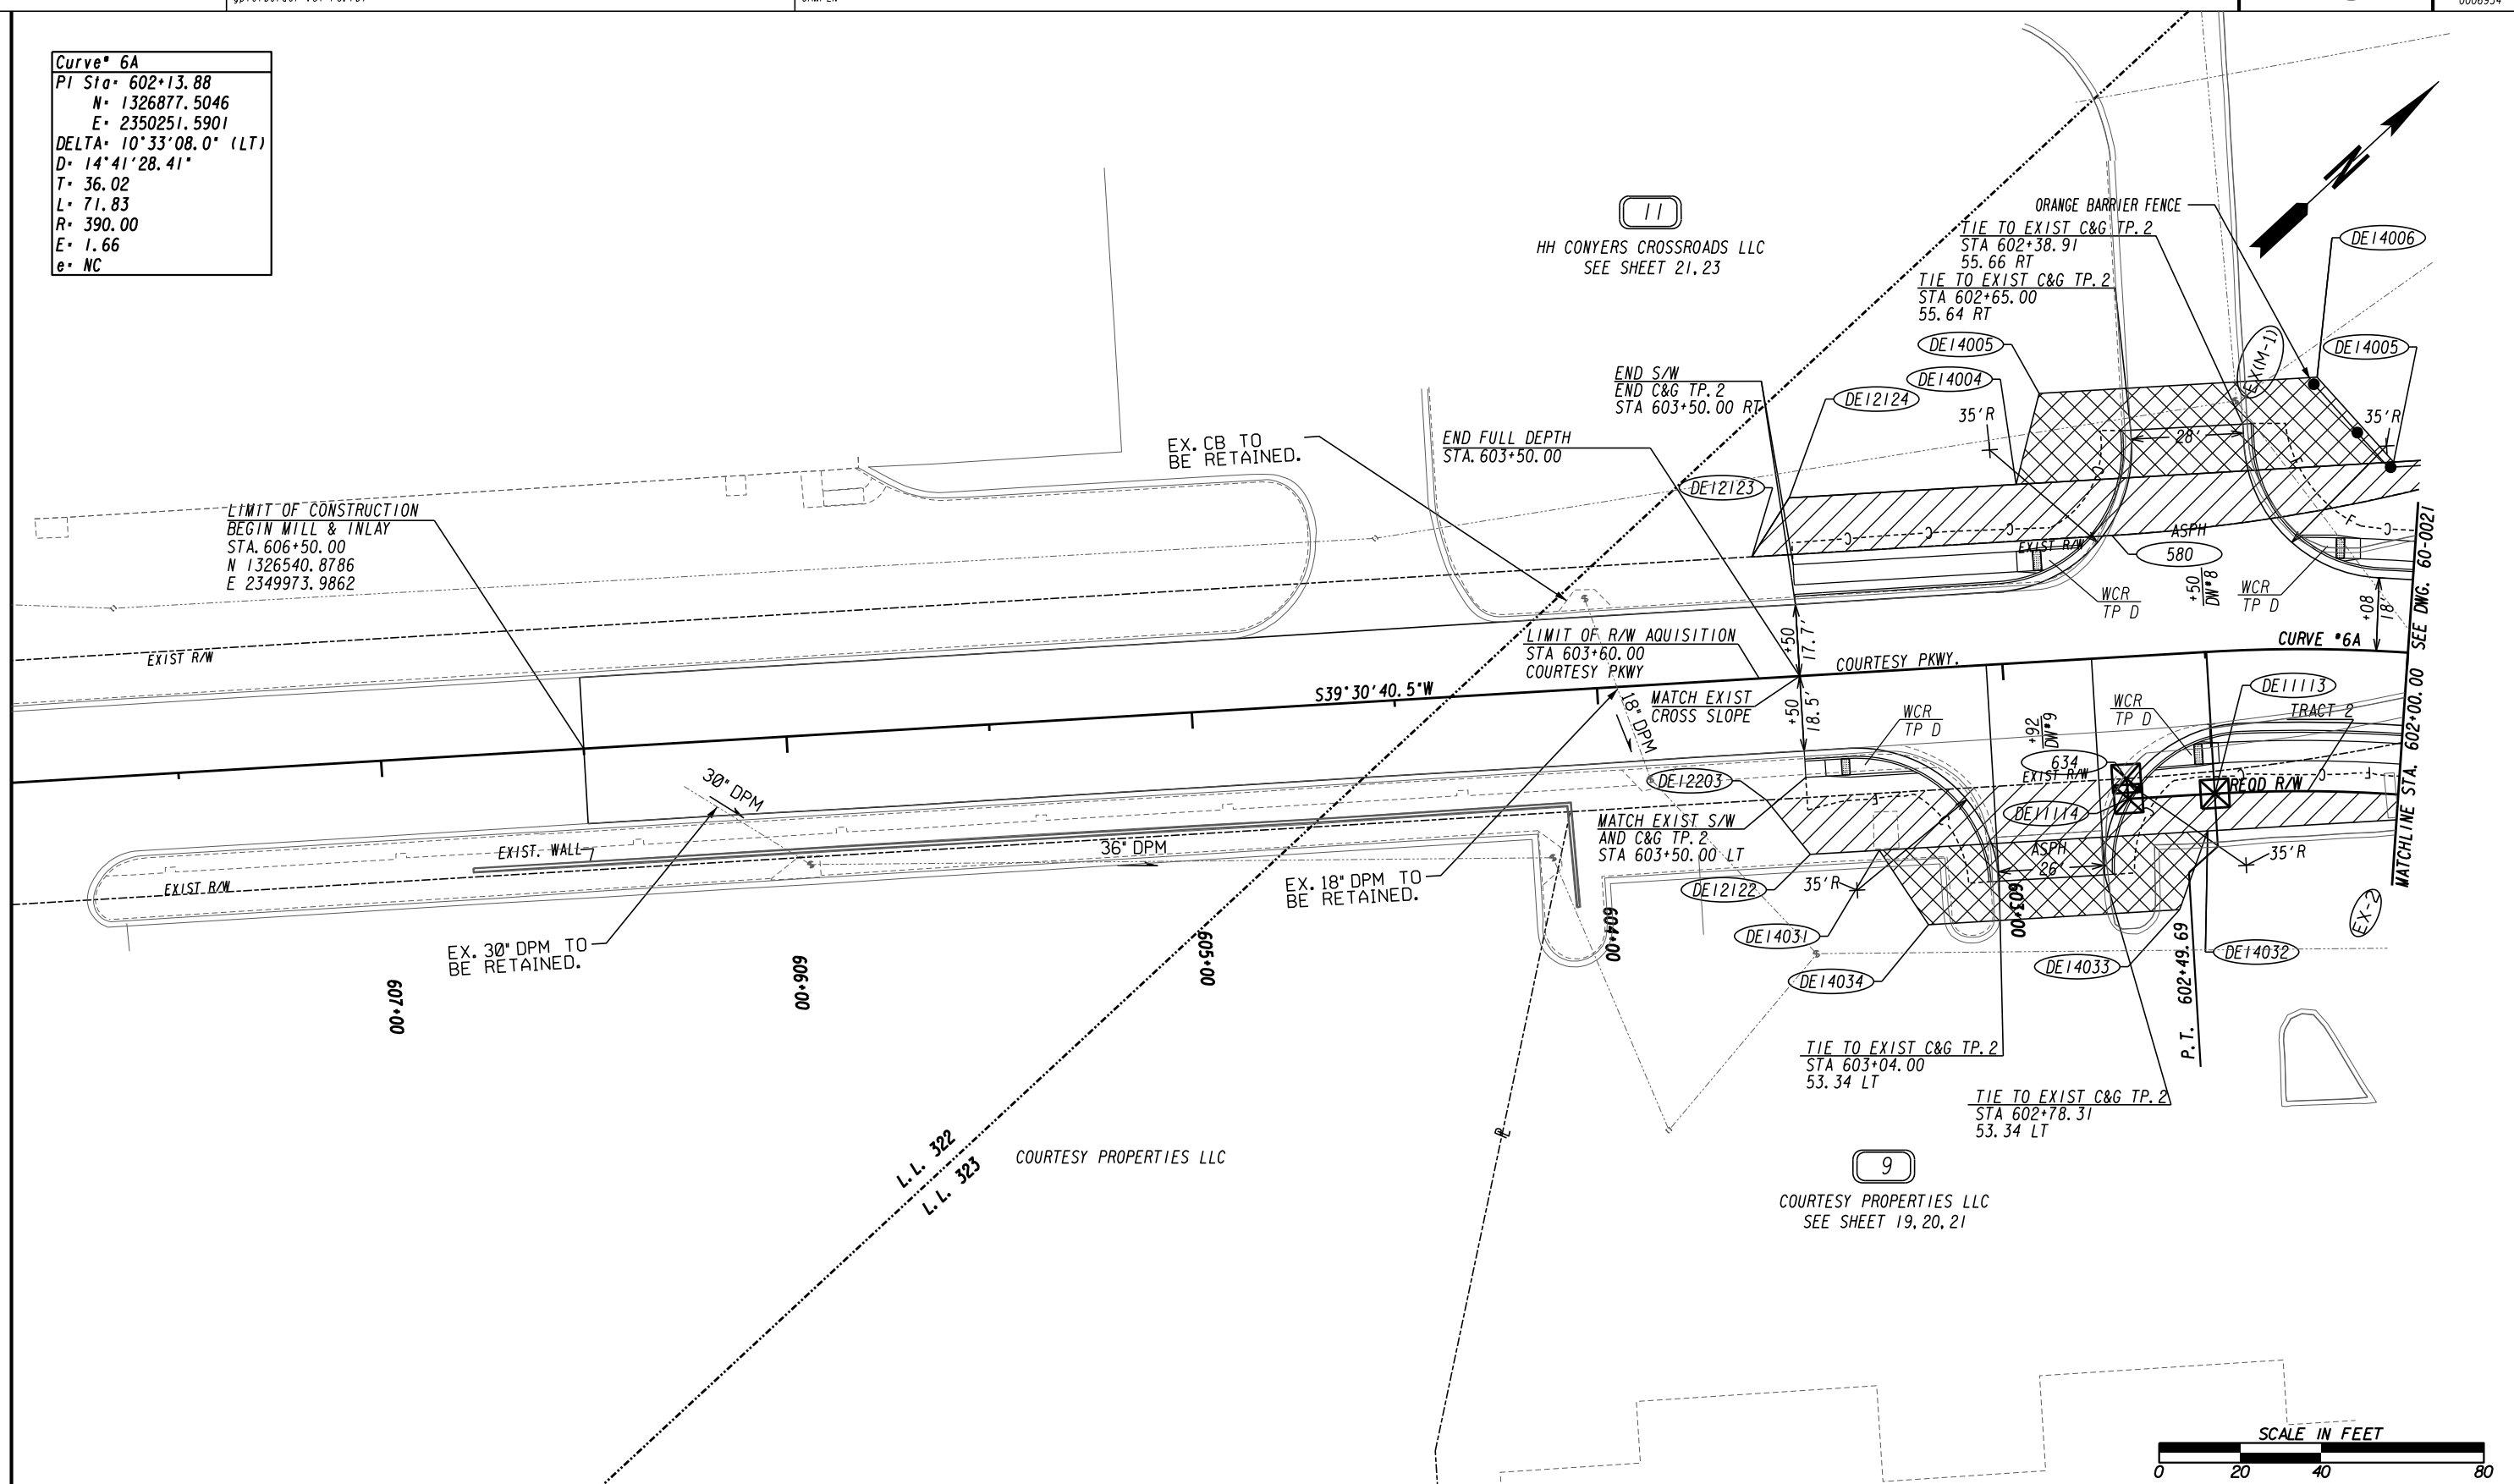 0006934
Curve# 6A
PI Sta= 602+13.88
N= 1326877.5046
E= 2350251.5901
DELTA= 10°33'08.0" (LT)
D= 14°41'28.41"
T= 36.02
L= 71.83
R= 390.00
E= 1.66
e= NC
N
11
HH CONYERS CROSSROADS LLC
SEE SHEET 21,23
ORANGE BARRIER FENCE
TIE TO EXIST C&G TP.2
STA 602+38.91
55.66 RT
TIE TO EXIST C&G TP.2
STA 602+65.00
55.64 RT
DE14006
DE14005
DE14005
DE14004
EX(M-1)
35'R
35'R
28'
END S/W
END C&G TP.2
STA 603+50.00 RT
DE12124
END FULL DEPTH
STA.603+50.00
DE12123
EX. CB TO
BE RETAINED.
LIMIT OF CONSTRUCTION
BEGIN MILL & INLAY
STA.606+50.00
N 1326540.8786
E 2349973.9862
C
C
C
C
F
C
ASPH
580
EXIST R/W
+50
DW#8
WCR
TP D
WCR
TP D
+08
18'
CURVE #6A
MATCHLINE STA. 602+00.00 SEE DWG. 60-0021
EXIST R/W
LIMIT OF R/W AQUISITION
STA 603+60.00
COURTESY PKWY
+50
17.7'
COURTESY PKWY.
S39°30'40.5"W
MATCH EXIST
CROSS SLOPE
+50
18.5'
18" DPM
WCR
TP D
+92
DW#9
WCR
TP D
DE11113
TRACT 2
634
EXIST R/W
C
C
F
REQD R/W
DE12203
F
DE11114
30" DPM
MATCH EXIST S/W
AND C&G TP.2
STA 603+50.00 LT
EXIST. WALL
36" DPM
ASPH
26'
35'R
35'R
EXIST R/W
EX. 18" DPM TO
BE RETAINED.
DE12122
DE14031
DE14034
DE14033
DE14032
EX-2
EX. 30" DPM TO
BE RETAINED.
607+00
606+00
605+00
604+00
603+00
P.T. 602+49.69
TIE TO EXIST C&G TP.2
STA 603+04.00
53.34 LT
TIE TO EXIST C&G TP.2
STA 602+78.31
53.34 LT
L.L. 322
L.L. 323
COURTESY PROPERTIES LLC
PL
9
COURTESY PROPERTIES LLC
SEE SHEET 19,20,21
SCALE IN FEET
0 20 40 80